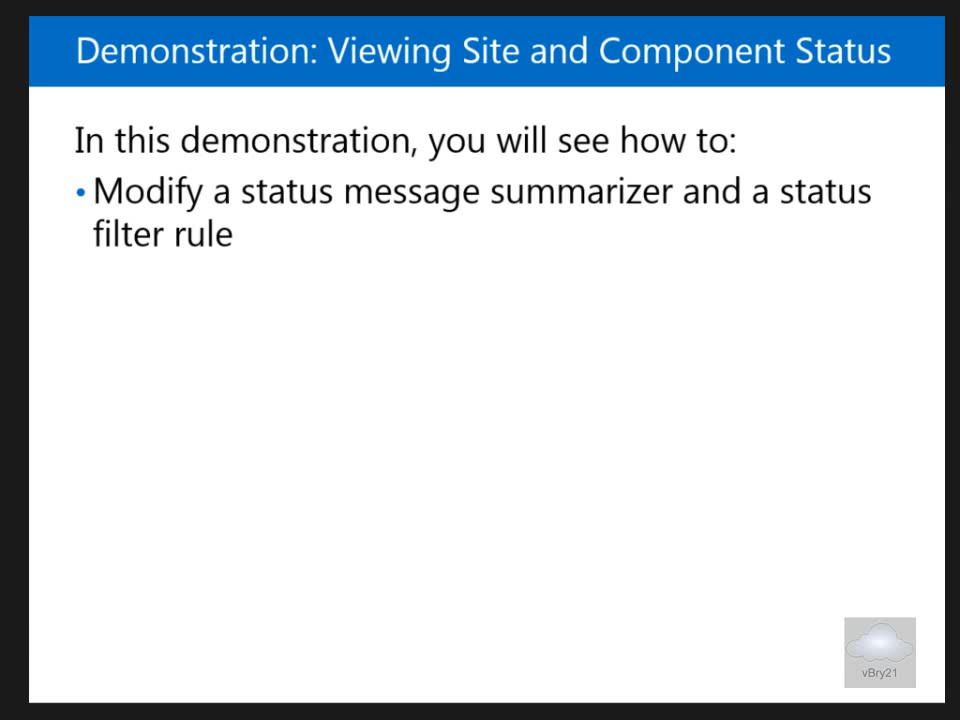 Demonstration: Viewing Site and Component Status
In this demonstration, you will see how to:
• Modify a status message summarizer and a status
filter rule
vBry21